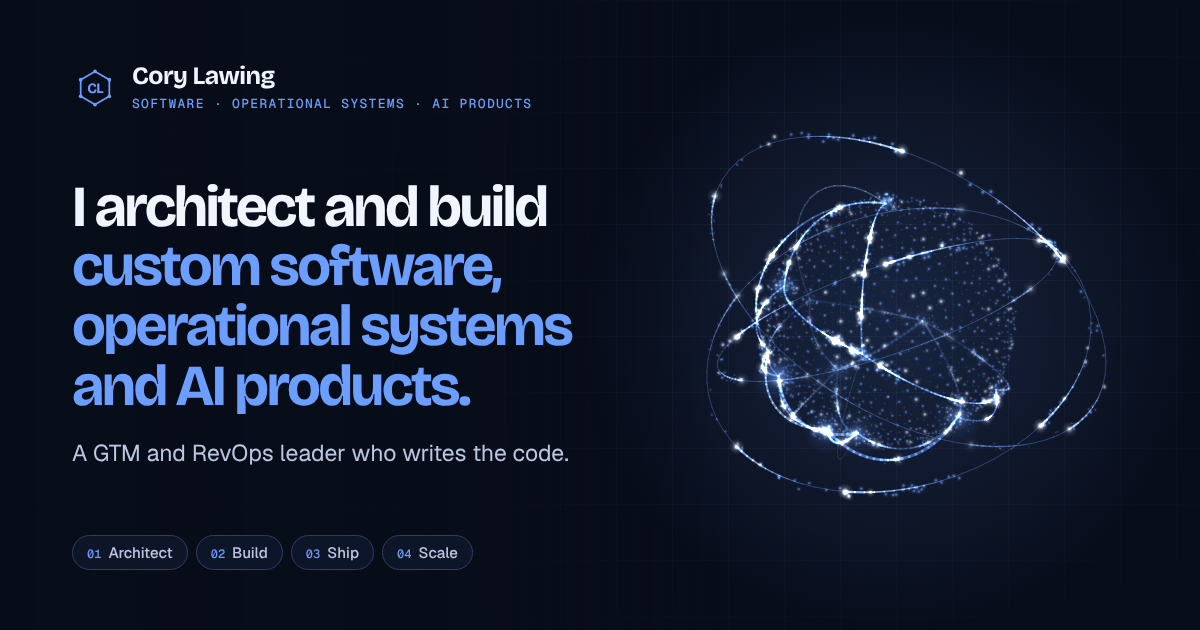 CL
Cory Lawing
SOFTWARE · OPERATIONAL SYSTEMS · AI PRODUCTS
I architect and build
custom software,
operational systems
and AI products.
A GTM and RevOps leader who writes the code.
01 Architect
02 Build
03 Ship
04 Scale